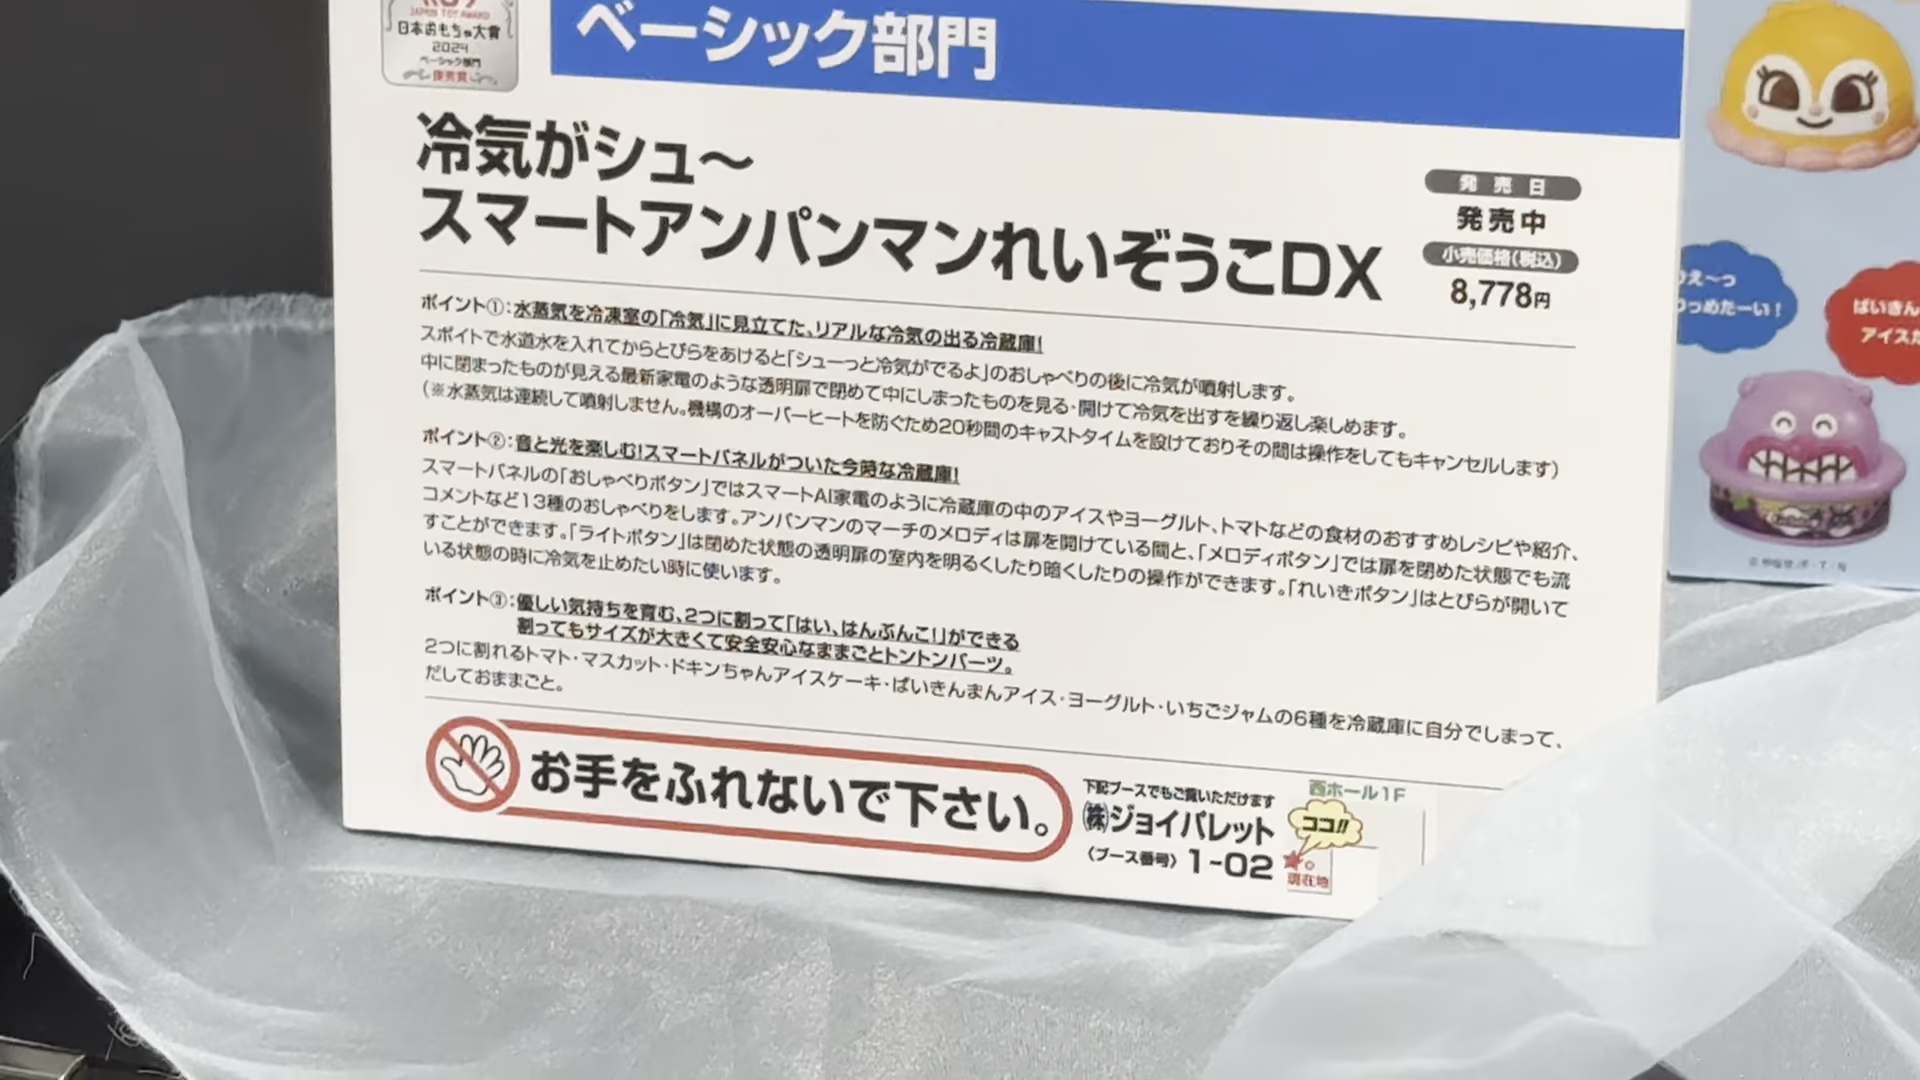 JAPAN TOY AWARD
日本おもちゃ大賞
2024
ベーシック部門
優秀賞
ベーシック部門
冷気がシュ〜
スマートアンパンマンれいぞうこDX
発売日
発売中
小売価格(税込)
8,778円
ポイント①:水蒸気を冷凍室の「冷気」に見立てた、リアルな冷気の出る冷蔵庫!
スポイトで水道水を入れてからとびらをあけると「シューっと冷気がでるよ」のおしゃべりの後に冷気が噴射します。
中に閉まったものが見える最新家電のような透明扉で閉めて中にしまったものを見る・開けて冷気を出すを繰り返し楽しめます。
(※水蒸気は連続して噴射しません。機構のオーバーヒートを防ぐため20秒間のキャストタイムを設けておりその間は操作をしてもキャンセルします)
ポイント②:音と光を楽しむ!スマートパネルがついた今時な冷蔵庫!
スマートパネルの「おしゃべりボタン」ではスマートAI家電のように冷蔵庫の中のアイスやヨーグルト、トマトなどの食材のおすすめレシピや紹介、
コメントなど13種のおしゃべりをします。アンパンマンのマーチのメロディは扉を開けている間と、「メロディボタン」では扉を閉めた状態でも流
すことができます。「ライトボタン」は閉めた状態の透明扉の室内を明るくしたり暗くしたりの操作ができます。「れいきボタン」はとびらが開いて
いる状態の時に冷気を止めたい時に使います。
ポイント③:優しい気持ちを育む、2つに割って「はい、はんぶんこ!」ができる
割ってもサイズが大きくて安全安心なままごとトントンパーツ。
2つに割れるトマト・マスカット・ドキンちゃんアイスケーキ・ばいきんまんアイス・ヨーグルト・いちごジャムの6種を冷蔵庫に自分でしまって、
だしておままごと。
お手をふれないで下さい。
下記ブースでもご覧いただけます
㈱ジョイパレット
〈ブース番号〉1-02
西ホール1F
ココ!!
現在地
っめたーい!
ばいきん
アイスだ